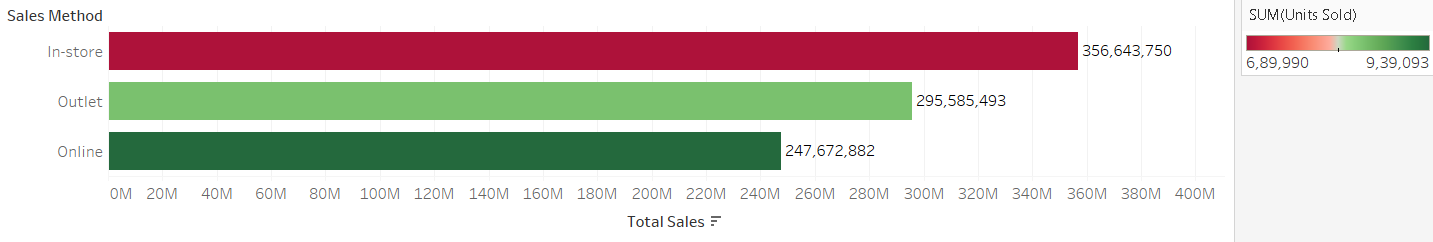 Sales Method
In-store 356,643,750
Outlet 295,585,493
Online 247,672,882
0M 20M 40M 60M 80M 100M 120M 140M 160M 180M 200M 220M 240M 260M 280M 300M 320M 340M 360M 380M 400M
Total Sales
SUM(Units Sold)
6,89,990 9,39,093